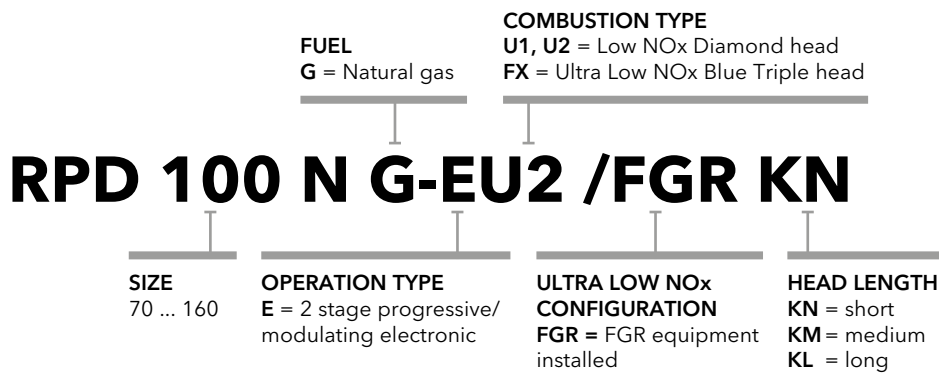 FUEL
G = Natural gas
COMBUSTION TYPE
U1, U2 = Low NOx Diamond head
FX = Ultra Low NOx Blue Triple head
RPD 100 N G-EU2 /FGR KN
SIZE
70 ... 160
OPERATION TYPE
E = 2 stage progressive/
modulating electronic
ULTRA LOW NOx
CONFIGURATION
FGR = FGR equipment
installed
HEAD LENGTH
KN = short
KM = medium
KL = long